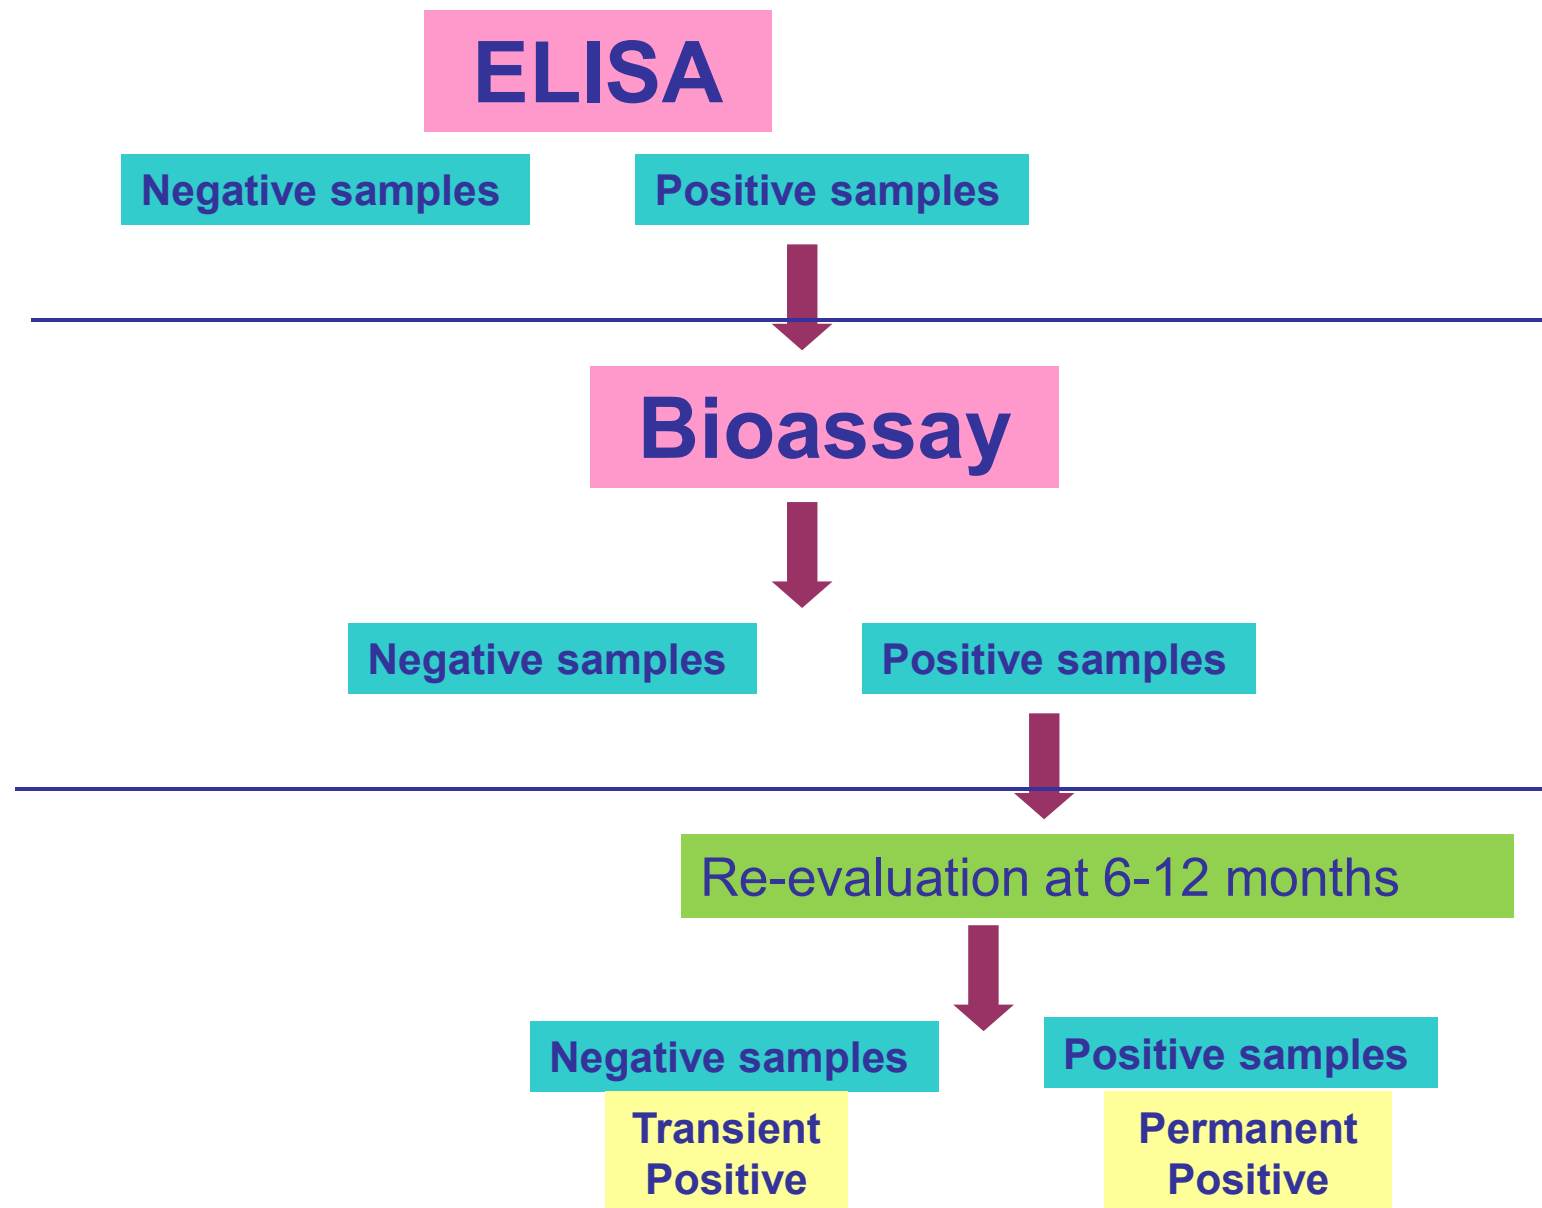 ELISA
Negative samples
Positive samples
Bioassay
Negative samples
Positive samples
Re-evaluation at 6-12 months
Negative samples
Positive samples
Transient
Positive
Permanent
Positive